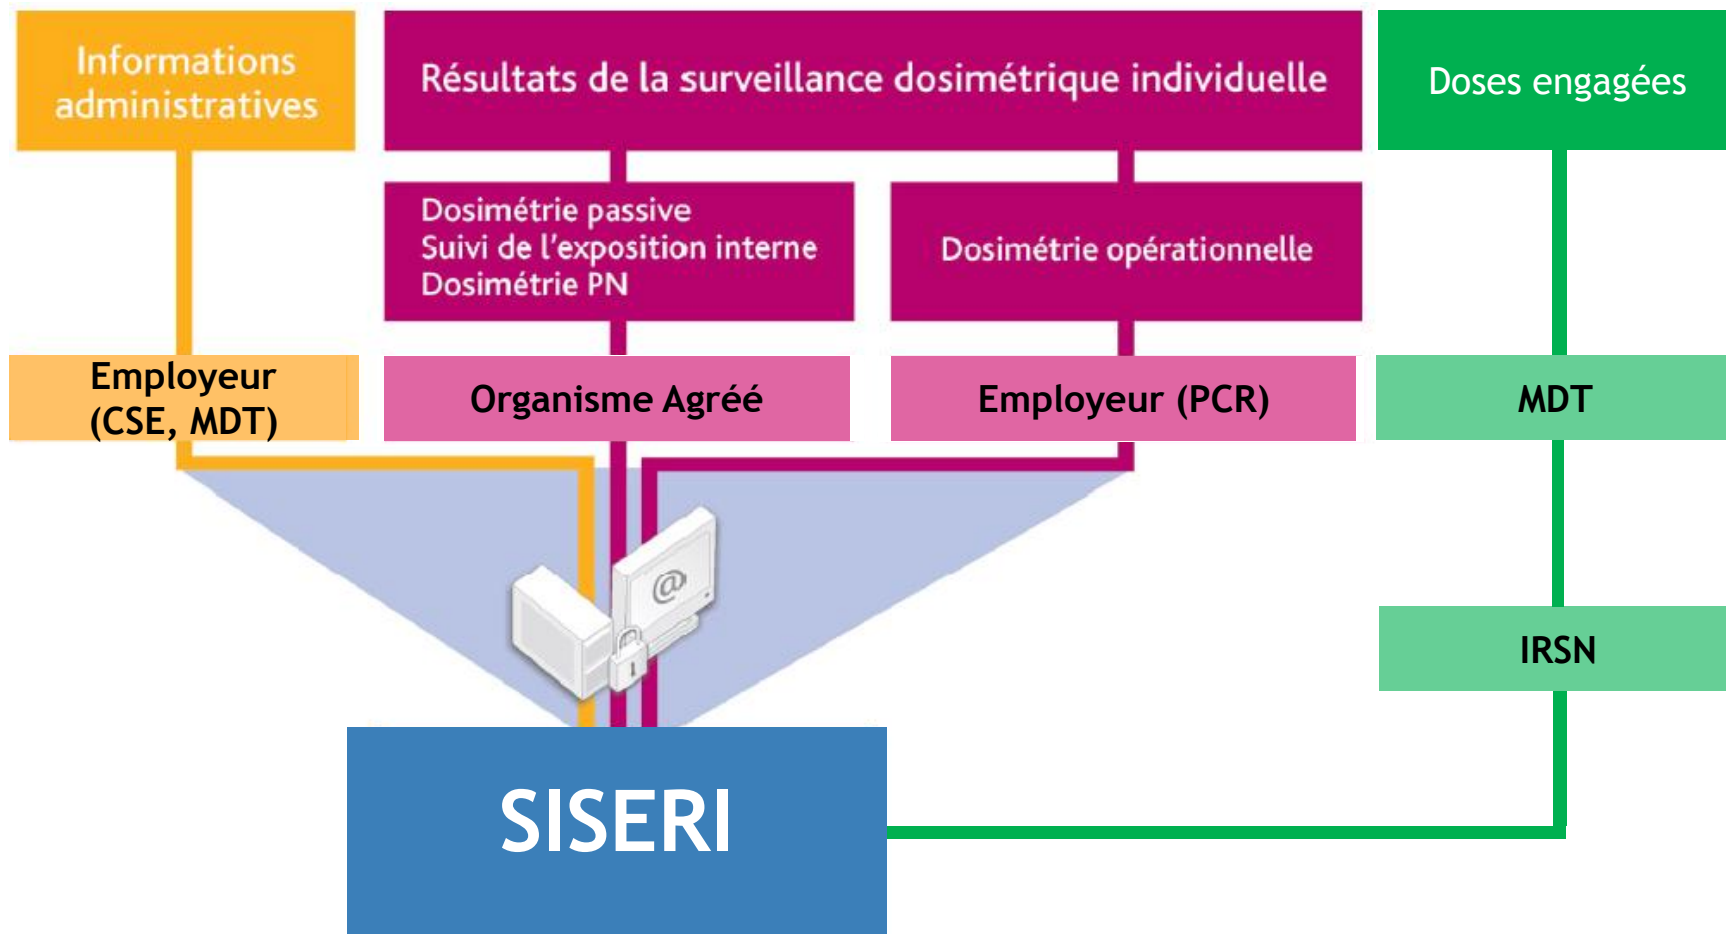 Informations
administratives
Résultats de la surveillance dosimétrique individuelle
Doses engagées
Dosimétrie passive
Suivi de l'exposition interne
Dosimétrie PN
Dosimétrie opérationnelle
Employeur
(CSE, MDT)
Organisme Agréé
Employeur (PCR)
MDT
@
IRSN
SISERI